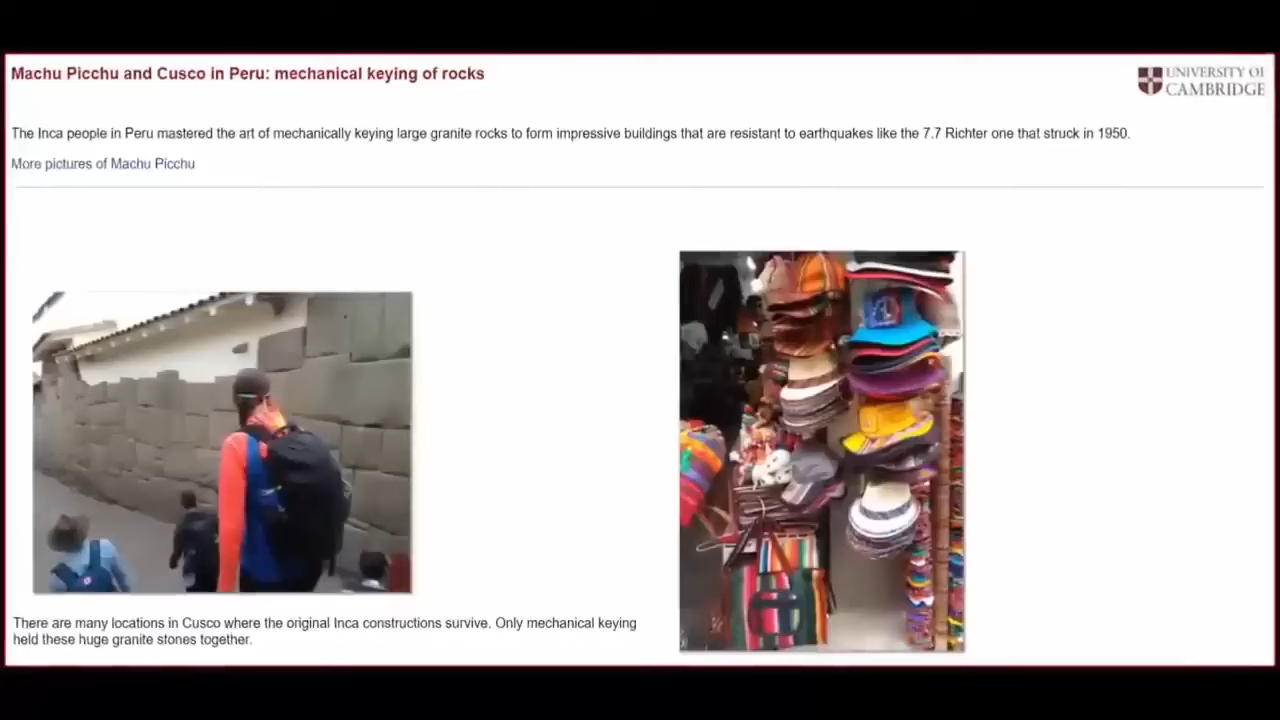 Machu Picchu and Cusco in Peru: mechanical keying of rocks
UNIVERSITY OF
CAMBRIDGE
The Inca people in Peru mastered the art of mechanically keying large granite rocks to form impressive buildings that are resistant to earthquakes like the 7.7 Richter one that struck in 1950.
More pictures of Machu Picchu
There are many locations in Cusco where the original Inca constructions survive. Only mechanical keying
held these huge granite stones together.